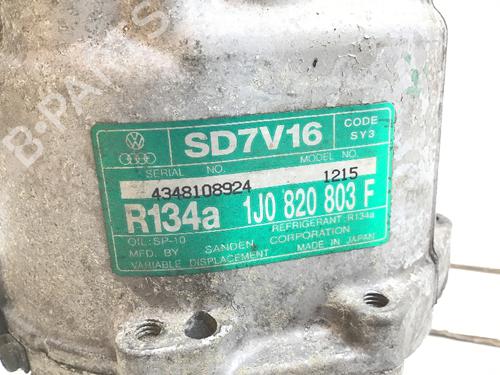 B-PARTS
SD7V16
CODE
SY3
SERIAL NO.
MODEL NO.
4348108924
1215
R134a
1J0 820 803 F
OIL: SP-10
REFRIGERANT: R134a
MFD. BY SANDEN CORPORATION
VARIABLE DISPLACEMENT
MADE IN JAPAN